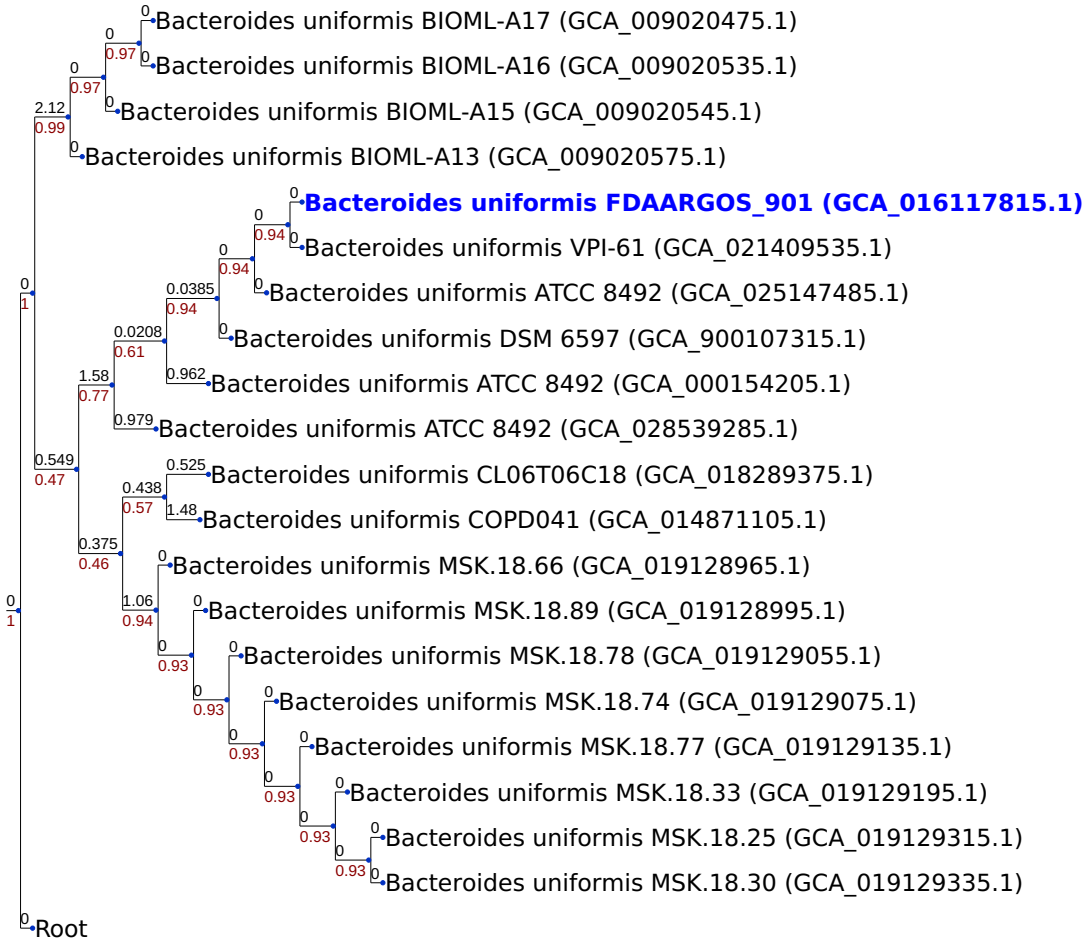 0
Bacteroides uniformis BIOML-A17 (GCA_009020475.1)
0
0.97
0
Bacteroides uniformis BIOML-A16 (GCA_009020535.1)
0
0.97
0
Bacteroides uniformis BIOML-A15 (GCA_009020545.1)
2.12
0.99
0
Bacteroides uniformis BIOML-A13 (GCA_009020575.1)
0
Bacteroides uniformis FDAARGOS_901 (GCA_016117815.1)
0
0.94
0
Bacteroides uniformis VPI-61 (GCA_021409535.1)
0
0.94
0
Bacteroides uniformis ATCC 8492 (GCA_025147485.1)
0
1
0.0385
0.94
0
Bacteroides uniformis DSM 6597 (GCA_900107315.1)
0.0208
0.61
0.962
Bacteroides uniformis ATCC 8492 (GCA_000154205.1)
1.58
0.77
0.979
Bacteroides uniformis ATCC 8492 (GCA_028539285.1)
0.549
0.47
0.525
Bacteroides uniformis CL06T06C18 (GCA_018289375.1)
0.438
0.57
1.48
Bacteroides uniformis COPD041 (GCA_014871105.1)
0.375
0.46
0
Bacteroides uniformis MSK.18.66 (GCA_019128965.1)
0
1
1.06
0.94
0
Bacteroides uniformis MSK.18.89 (GCA_019128995.1)
0
0.93
0
Bacteroides uniformis MSK.18.78 (GCA_019129055.1)
0
0.93
0
Bacteroides uniformis MSK.18.74 (GCA_019129075.1)
0
0.93
0
Bacteroides uniformis MSK.18.77 (GCA_019129135.1)
0
0.93
0
Bacteroides uniformis MSK.18.33 (GCA_019129195.1)
0
0.93
0
Bacteroides uniformis MSK.18.25 (GCA_019129315.1)
0
0.93
0
Bacteroides uniformis MSK.18.30 (GCA_019129335.1)
0
Root